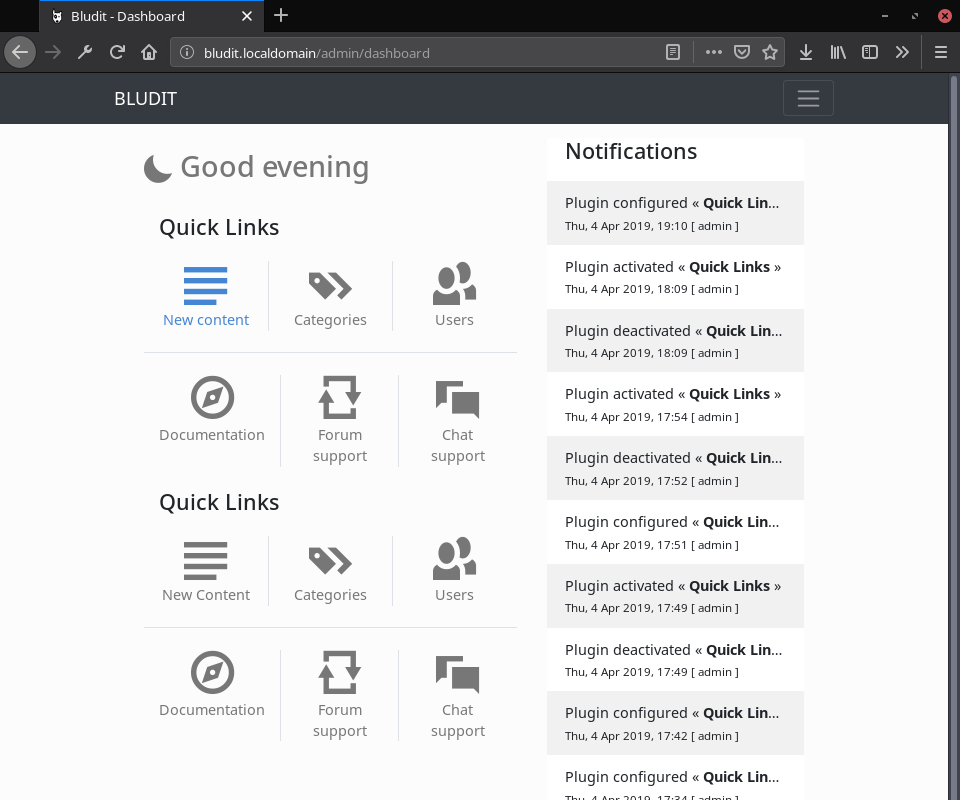 Bludit - Dashboard
bludit.localdomain/admin/dashboard
BLUDIT
Good evening
Quick Links
New content
Categories
Users
Documentation
Forum
support
Chat
support
Quick Links
New Content
Categories
Users
Documentation
Forum
support
Chat
support
Notifications
Plugin configured « Quick Lin...
Thu, 4 Apr 2019, 19:10 [ admin ]
Plugin activated « Quick Links »
Thu, 4 Apr 2019, 18:09 [ admin ]
Plugin deactivated « Quick Lin...
Thu, 4 Apr 2019, 18:09 [ admin ]
Plugin activated « Quick Links »
Thu, 4 Apr 2019, 17:54 [ admin ]
Plugin deactivated « Quick Lin...
Thu, 4 Apr 2019, 17:52 [ admin ]
Plugin configured « Quick Lin...
Thu, 4 Apr 2019, 17:51 [ admin ]
Plugin activated « Quick Links »
Thu, 4 Apr 2019, 17:49 [ admin ]
Plugin deactivated « Quick Lin...
Thu, 4 Apr 2019, 17:49 [ admin ]
Plugin configured « Quick Lin...
Thu, 4 Apr 2019, 17:42 [ admin ]
Plugin configured « Quick Lin...
Thu, 4 Apr 2019, 17:34 [ admin ]